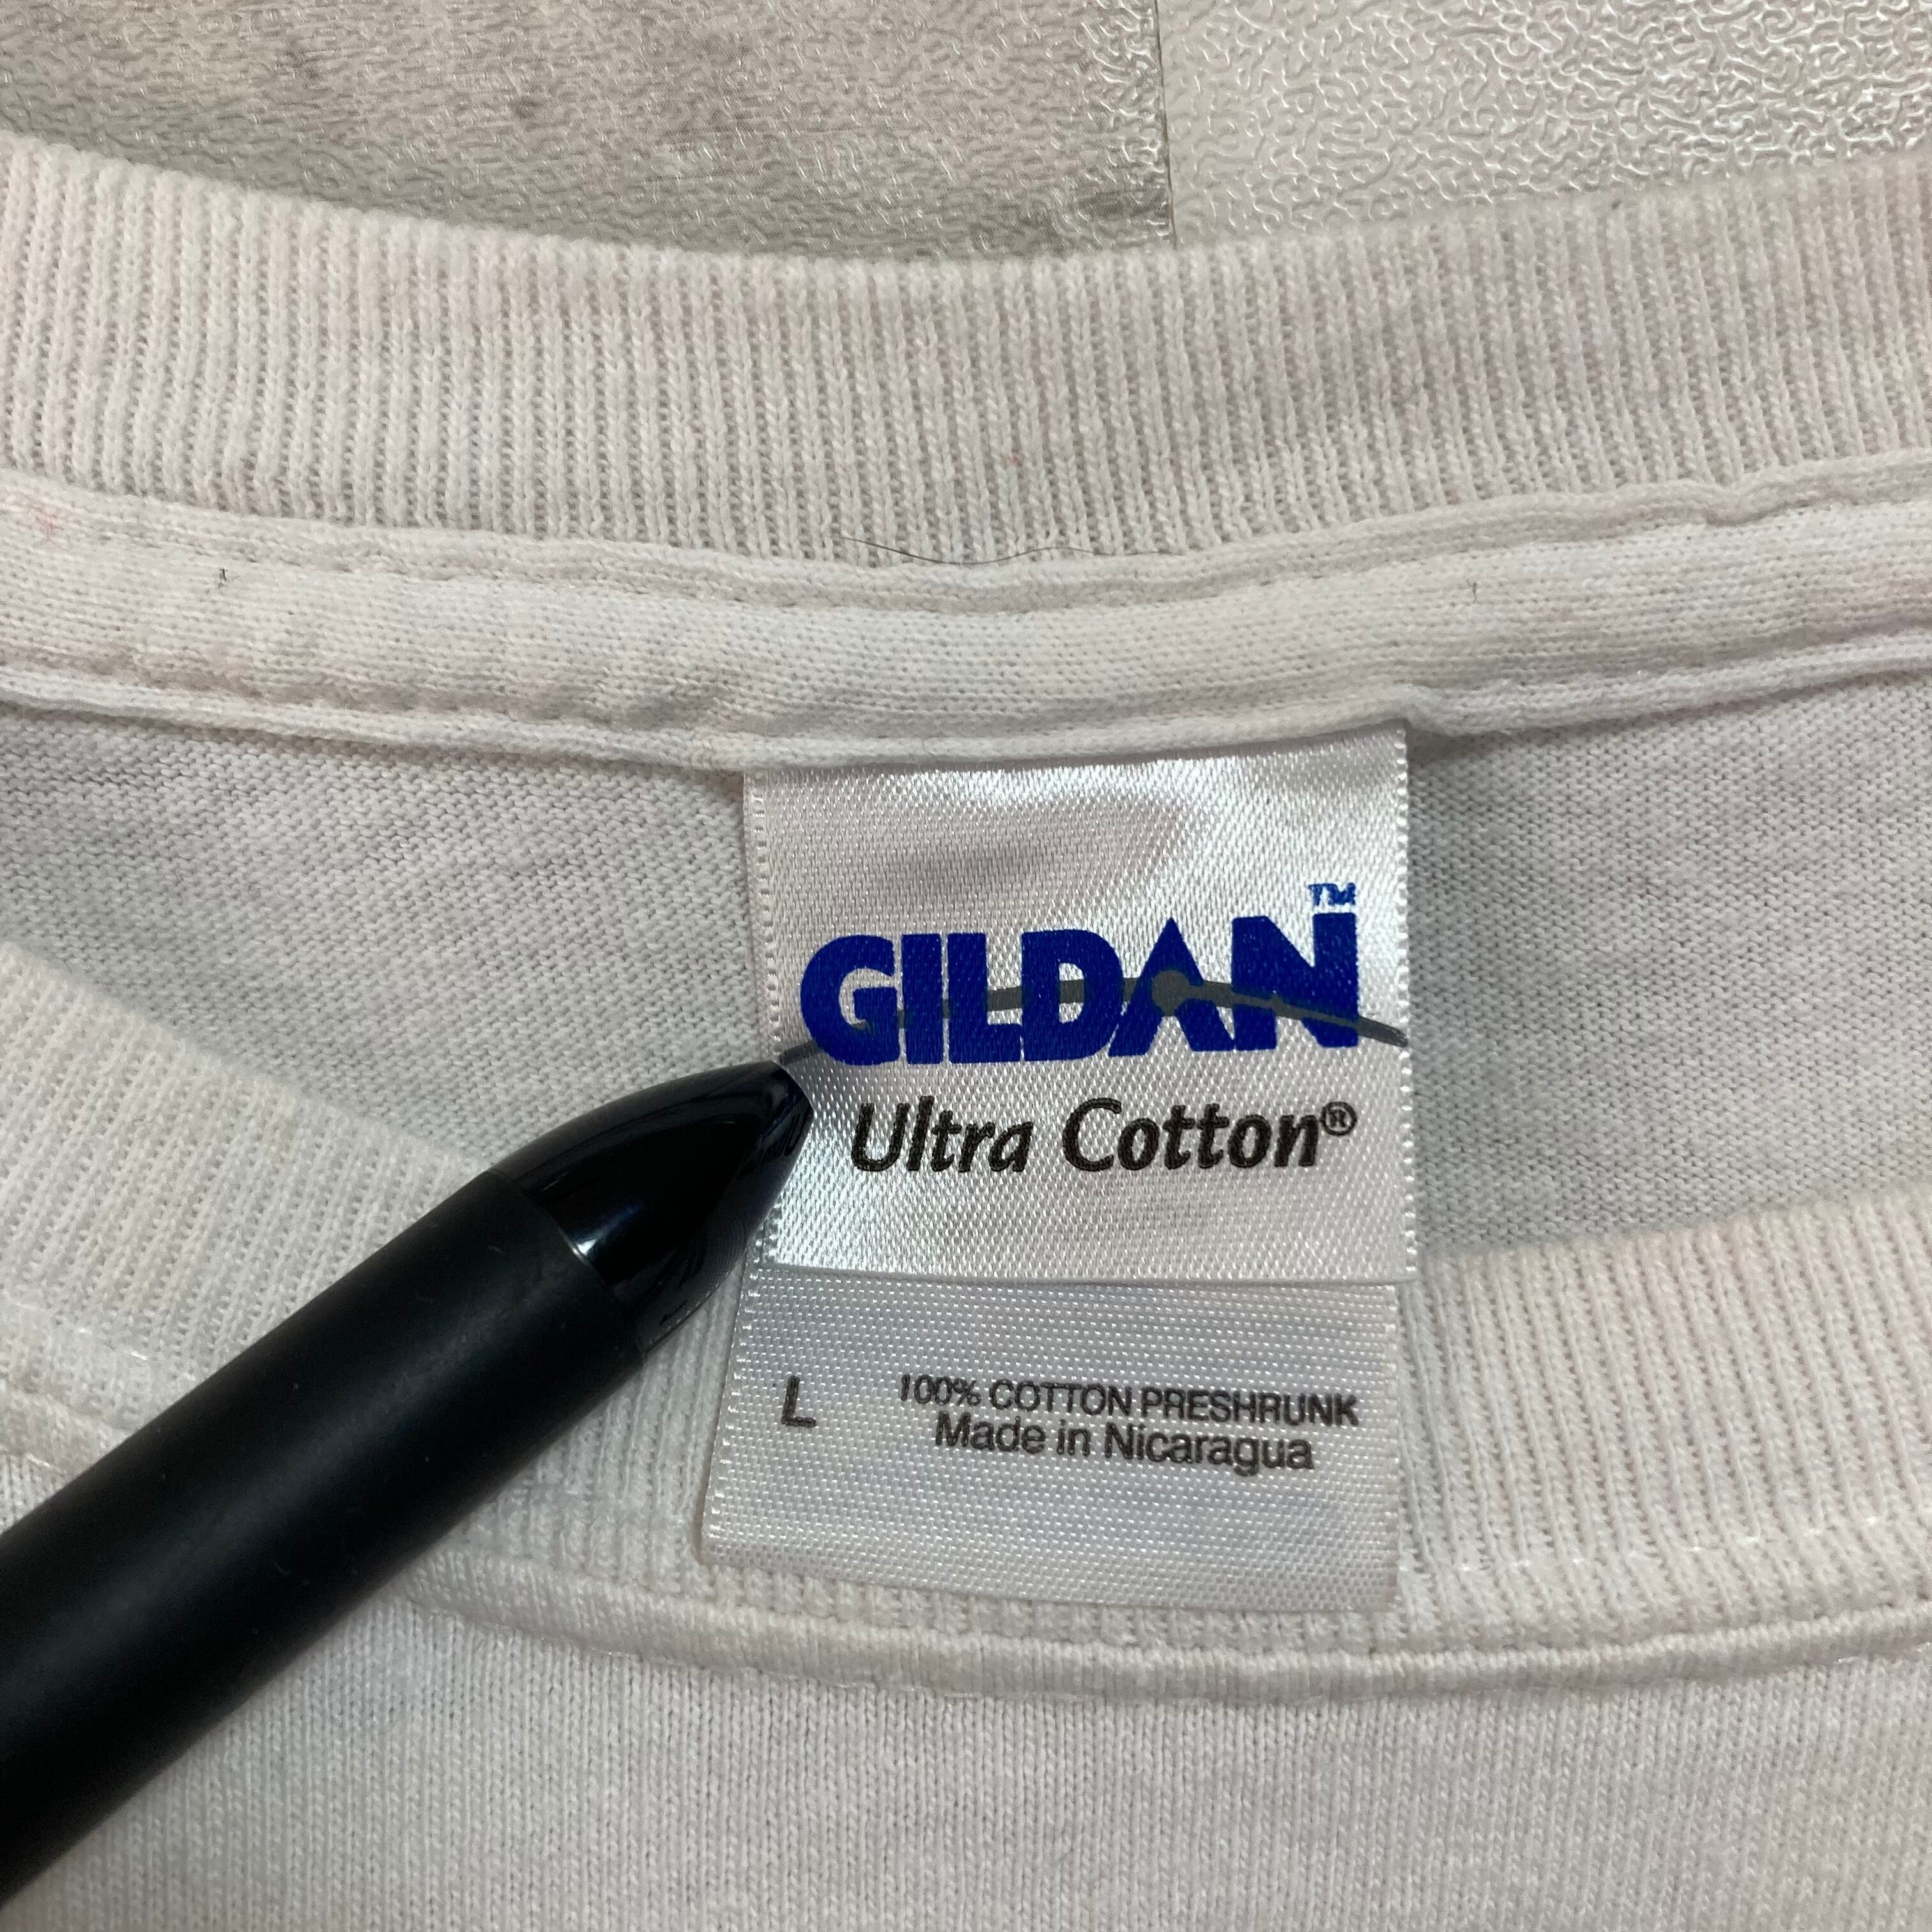 GILDAN™
Ultra Cotton®
L 100% COTTON PRESHRUNK
Made in Nicaragua